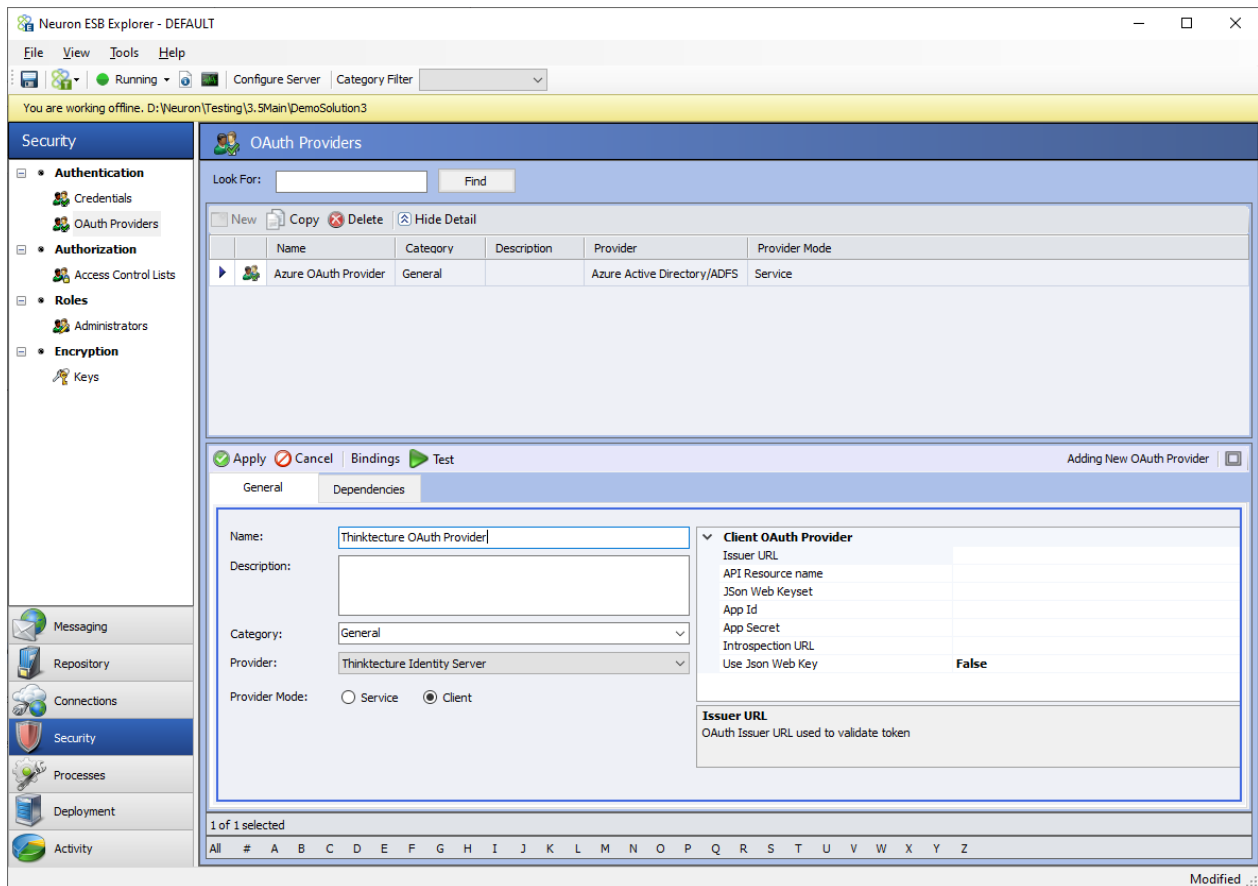 Neuron ESB Explorer - DEFAULT
File View Tools Help
Running Configure Server Category Filter
You are working offline. D:\Neuron\Testing\3.5Main\DemoSolution3
Security
Authentication
Credentials
OAuth Providers
Authorization
Access Control Lists
Roles
Administrators
Encryption
Keys
Messaging
Repository
Connections
Security
Processes
Deployment
Activity
OAuth Providers
Look For: Find
New Copy Delete Hide Detail
Name Category Description Provider Provider Mode
Azure OAuth Provider General Azure Active Directory/ADFS Service
Apply Cancel Bindings Test Adding New OAuth Provider
General Dependencies
Name: Thinktecture OAuth Provider
Description:
Category: General
Provider: Thinktecture Identity Server
Provider Mode: Service Client
Client OAuth Provider
Issuer URL
API Resource name
JSon Web Keyset
App Id
App Secret
Introspection URL
Use Json Web Key False
Issuer URL
OAuth Issuer URL used to validate token
1 of 1 selected
All # A B C D E F G H I J K L M N O P Q R S T U V W X Y Z
Modified